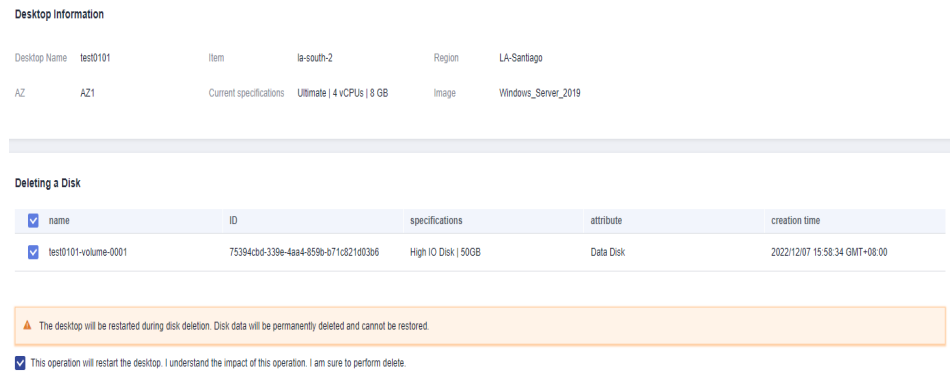 Desktop Information
Desktop Name test0101 Item la-south-2 Region LA-Santiago
AZ AZ1 Current specifications Ultimate | 4 vCPUs | 8 GB Image Windows_Server_2019
Deleting a Disk
name ID specifications attribute creation time
test0101-volume-0001 75394cbd-339e-4aa4-859b-b71c821d03b6 High IO Disk | 50GB Data Disk 2022/12/07 15:58:34 GMT+08:00
The desktop will be restarted during disk deletion. Disk data will be permanently deleted and cannot be restored.
This operation will restart the desktop. I understand the impact of this operation. I am sure to perform delete.